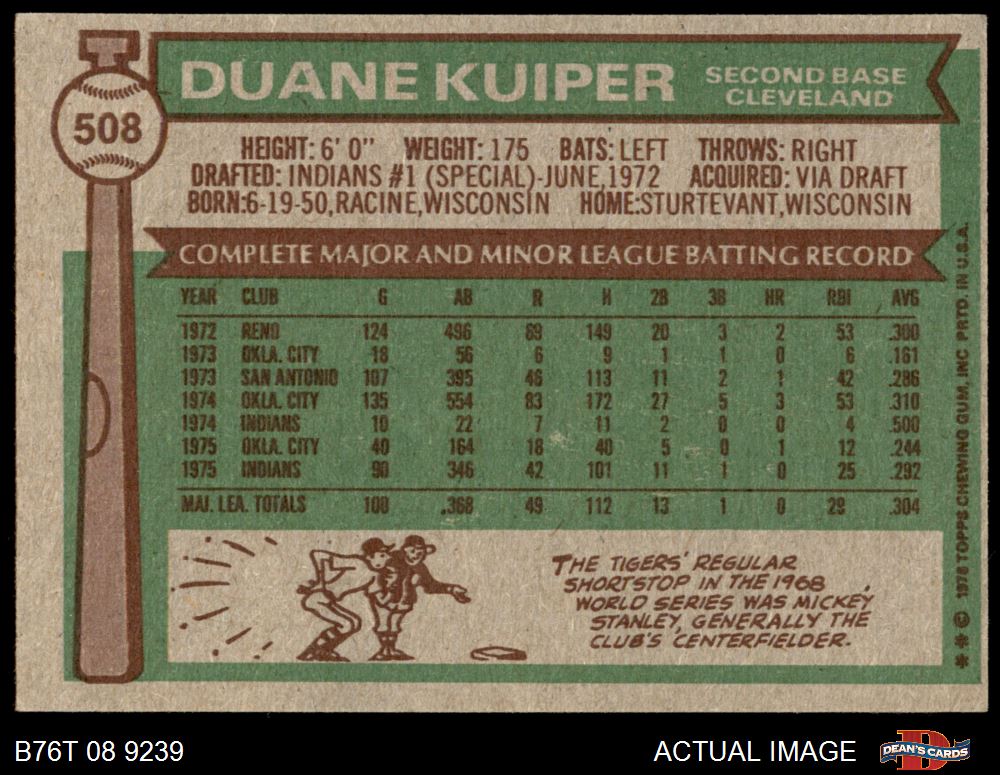 DUANE KUIPER
SECOND BASE
CLEVELAND
508
HEIGHT: 6' 0" WEIGHT: 175 BATS: LEFT THROWS: RIGHT
DRAFTED: INDIANS #1 (SPECIAL)-JUNE, 1972 ACQUIRED: VIA DRAFT
BORN: 6-19-50, RACINE, WISCONSIN HOME: STURTEVANT, WISCONSIN
COMPLETE MAJOR AND MINOR LEAGUE BATTING RECORD
YEAR CLUB G AB R H 2B 3B HR RBI AVG
1972 RENO 124 496 89 149 20 3 2 53 .300
1973 OKLA. CITY 18 56 6 9 1 1 0 6 .161
1973 SAN ANTONIO 107 395 46 113 11 2 1 42 .286
1974 OKLA. CITY 135 554 83 172 27 5 3 53 .310
1974 INDIANS 10 22 7 11 2 0 0 4 .500
1975 OKLA. CITY 40 164 18 40 5 0 1 12 .244
1975 INDIANS 90 346 42 101 11 1 0 25 .292
MAJ. LEA. TOTALS 100 368 49 112 13 1 0 29 .304
THE TIGERS' REGULAR
SHORTSTOP IN THE 1968
WORLD SERIES WAS MICKEY
STANLEY, GENERALLY THE
CLUB'S CENTERFIELDER.
** © 1976 TOPPS CHEWING GUM, INC PRTD. IN U.S.A.
B76T 08 9239
ACTUAL IMAGE
D
DEAN'S CARDS